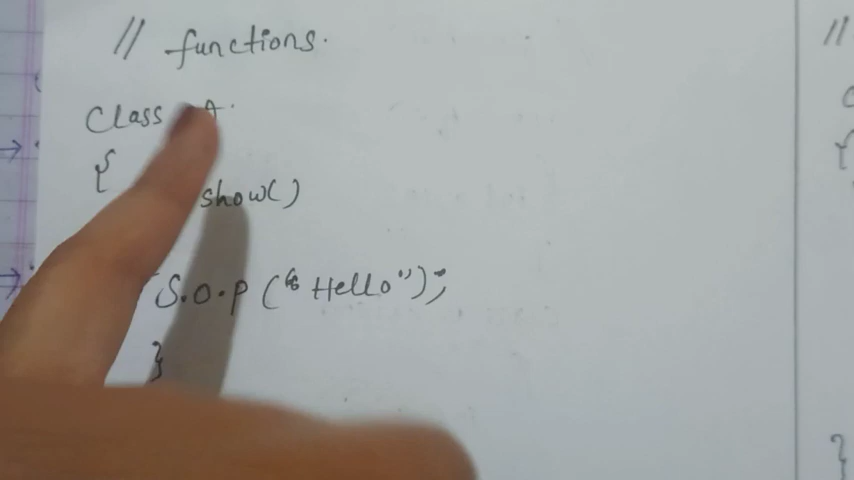 // functions.
Class A.
{
show()
S.O.P ("Hello");
}
//
{
}